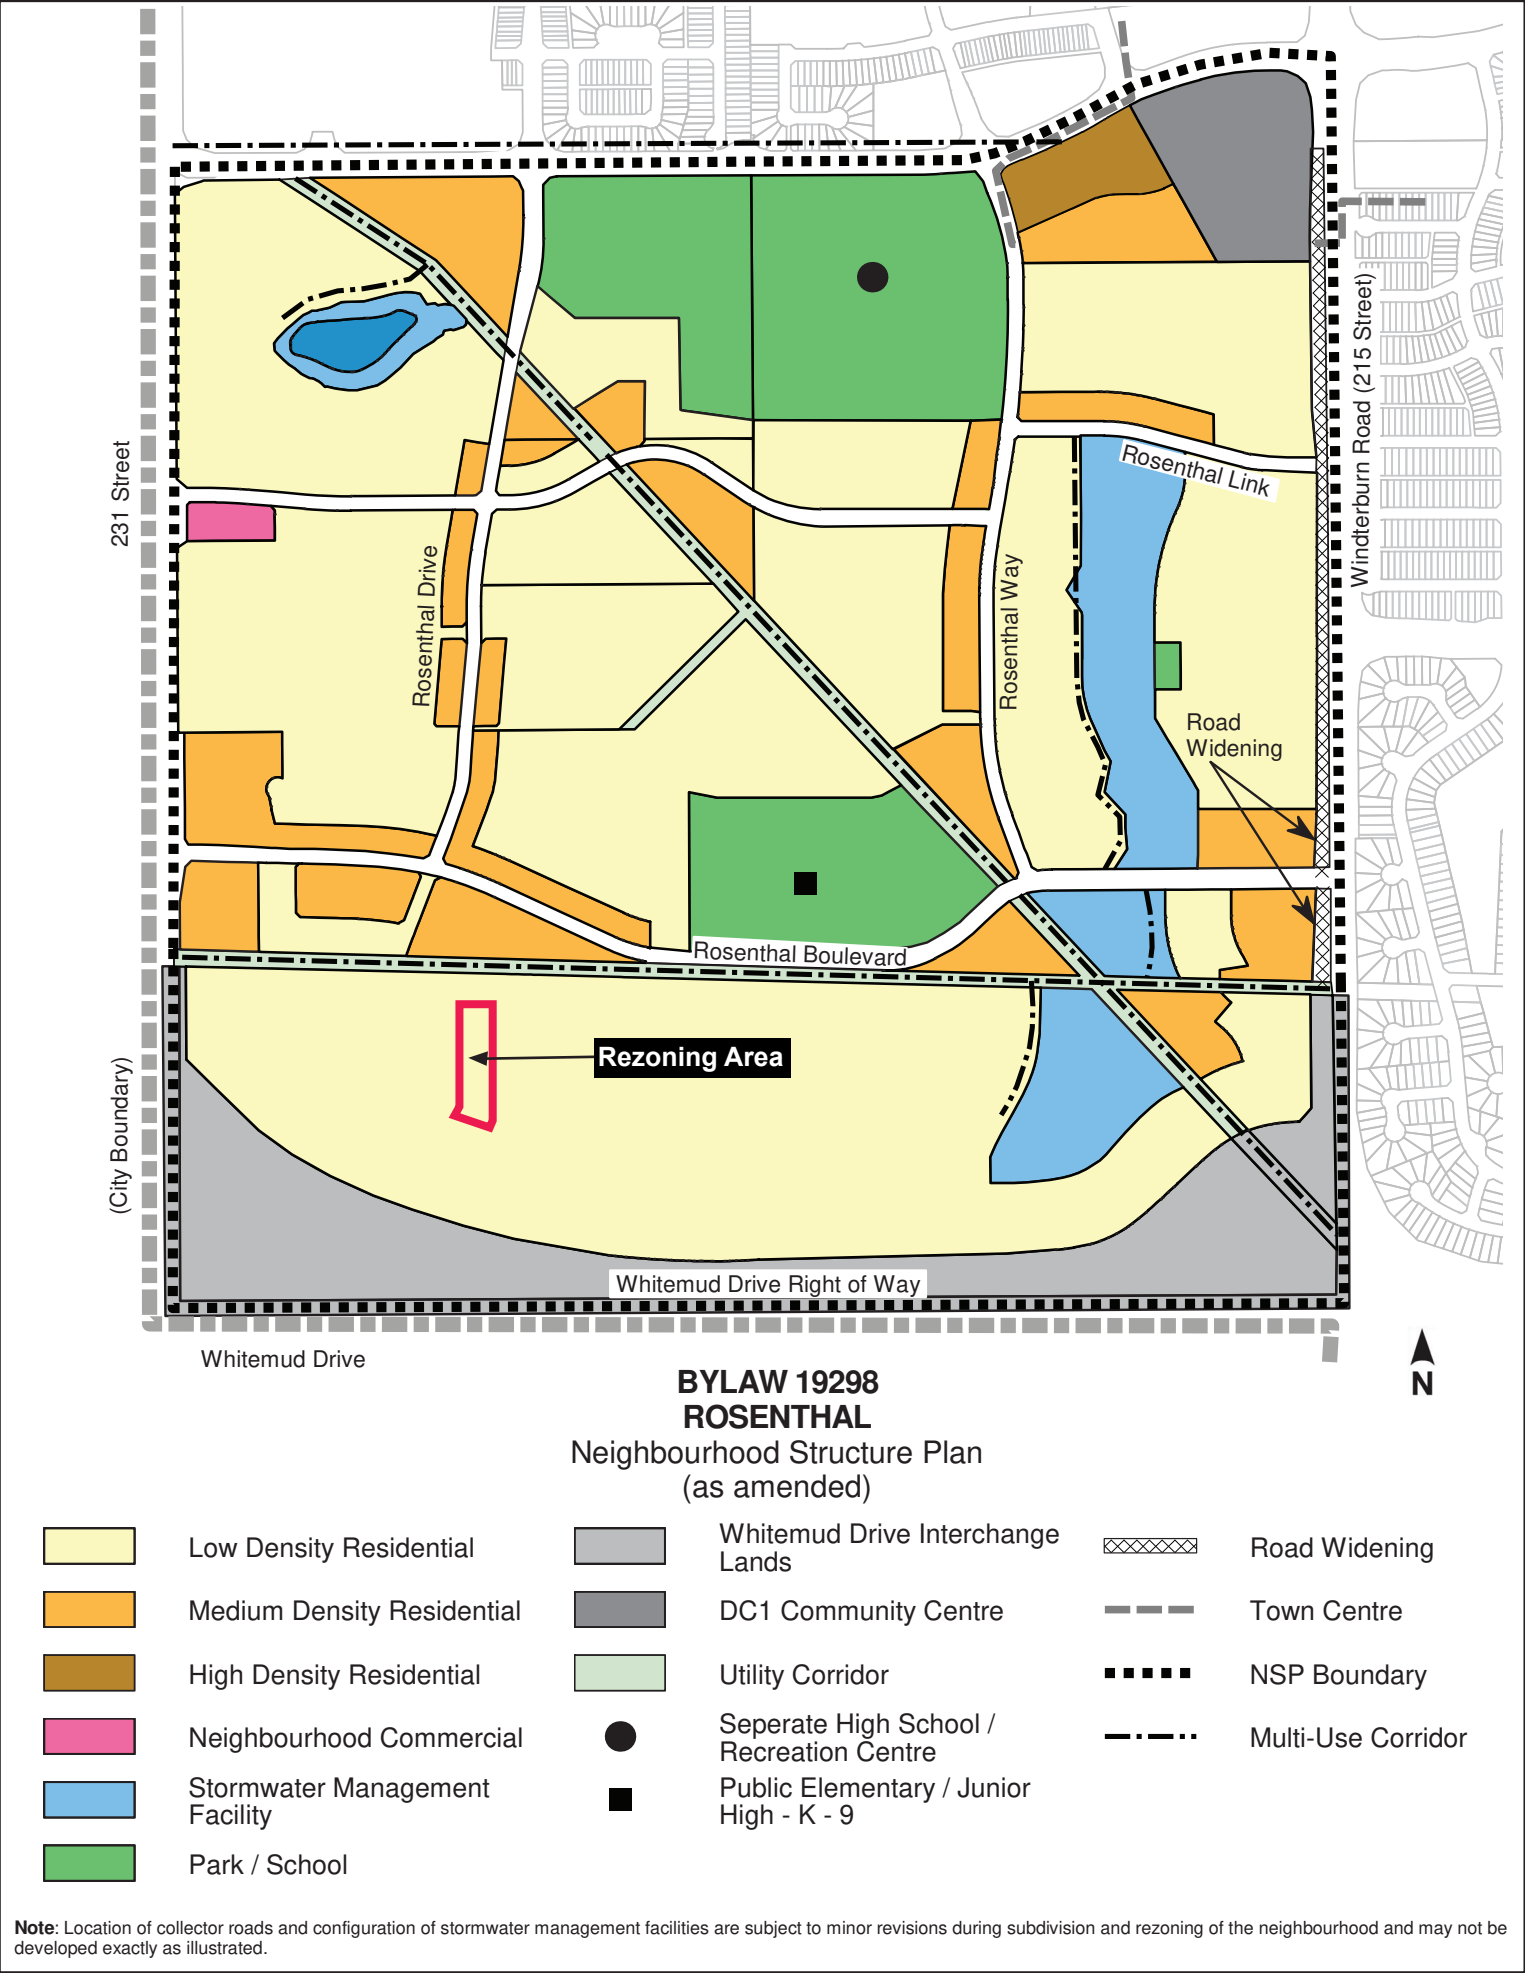 Rosenthal Link
231 Street
Windterburn Road (215 Street)
Rosenthal Drive
Rosenthal Way
Road
Widening
Rosenthal Boulevard
Rezoning Area
(City Boundary)
Whitemud Drive Right of Way
Whitemud Drive
N
BYLAW 19298
ROSENTHAL
Neighbourhood Structure Plan
(as amended)
Low Density Residential
Medium Density Residential
High Density Residential
Neighbourhood Commercial
Stormwater Management
Facility
Park / School
Whitemud Drive Interchange
Lands
DC1 Community Centre
Utility Corridor
Seperate High School /
Recreation Centre
Public Elementary / Junior
High - K - 9
Road Widening
Town Centre
NSP Boundary
Multi-Use Corridor
Note: Location of collector roads and configuration of stormwater management facilities are subject to minor revisions during subdivision and rezoning of the neighbourhood and may not be
developed exactly as illustrated.